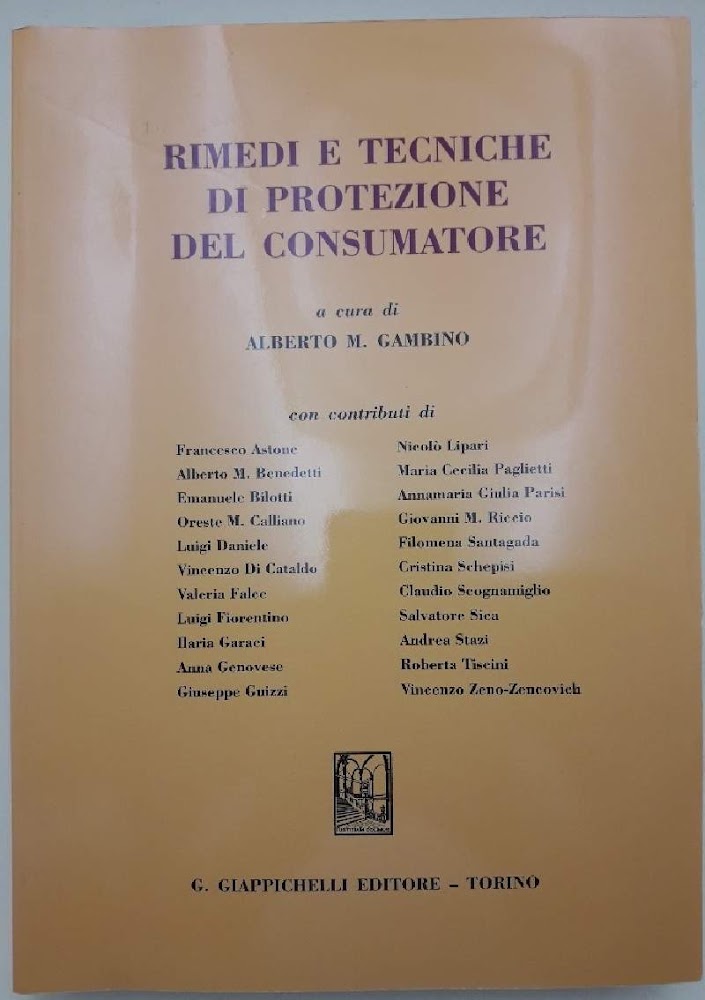 RIMEDI E TECNICHE
DI PROTEZIONE
DEL CONSUMATORE
a cura di
ALBERTO M. GAMBINO
con contributi di
Francesco Astone
Alberto M. Benedetti
Emanuele Bilotti
Oreste M. Calliano
Luigi Daniele
Vincenzo Di Cataldo
Valeria Falce
Luigi Fiorentino
Ilaria Garaci
Anna Genovese
Giuseppe Guizzi
Nicolò Lipari
Maria Cecilia Paglietti
Annamaria Giulia Parisi
Giovanni M. Riccio
Filomena Santagada
Cristina Schepisi
Claudio Scognamiglio
Salvatore Sica
Andrea Stazi
Roberta Tiscini
Vincenzo Zeno-Zencovich
G. GIAPPICHELLI EDITORE – TORINO